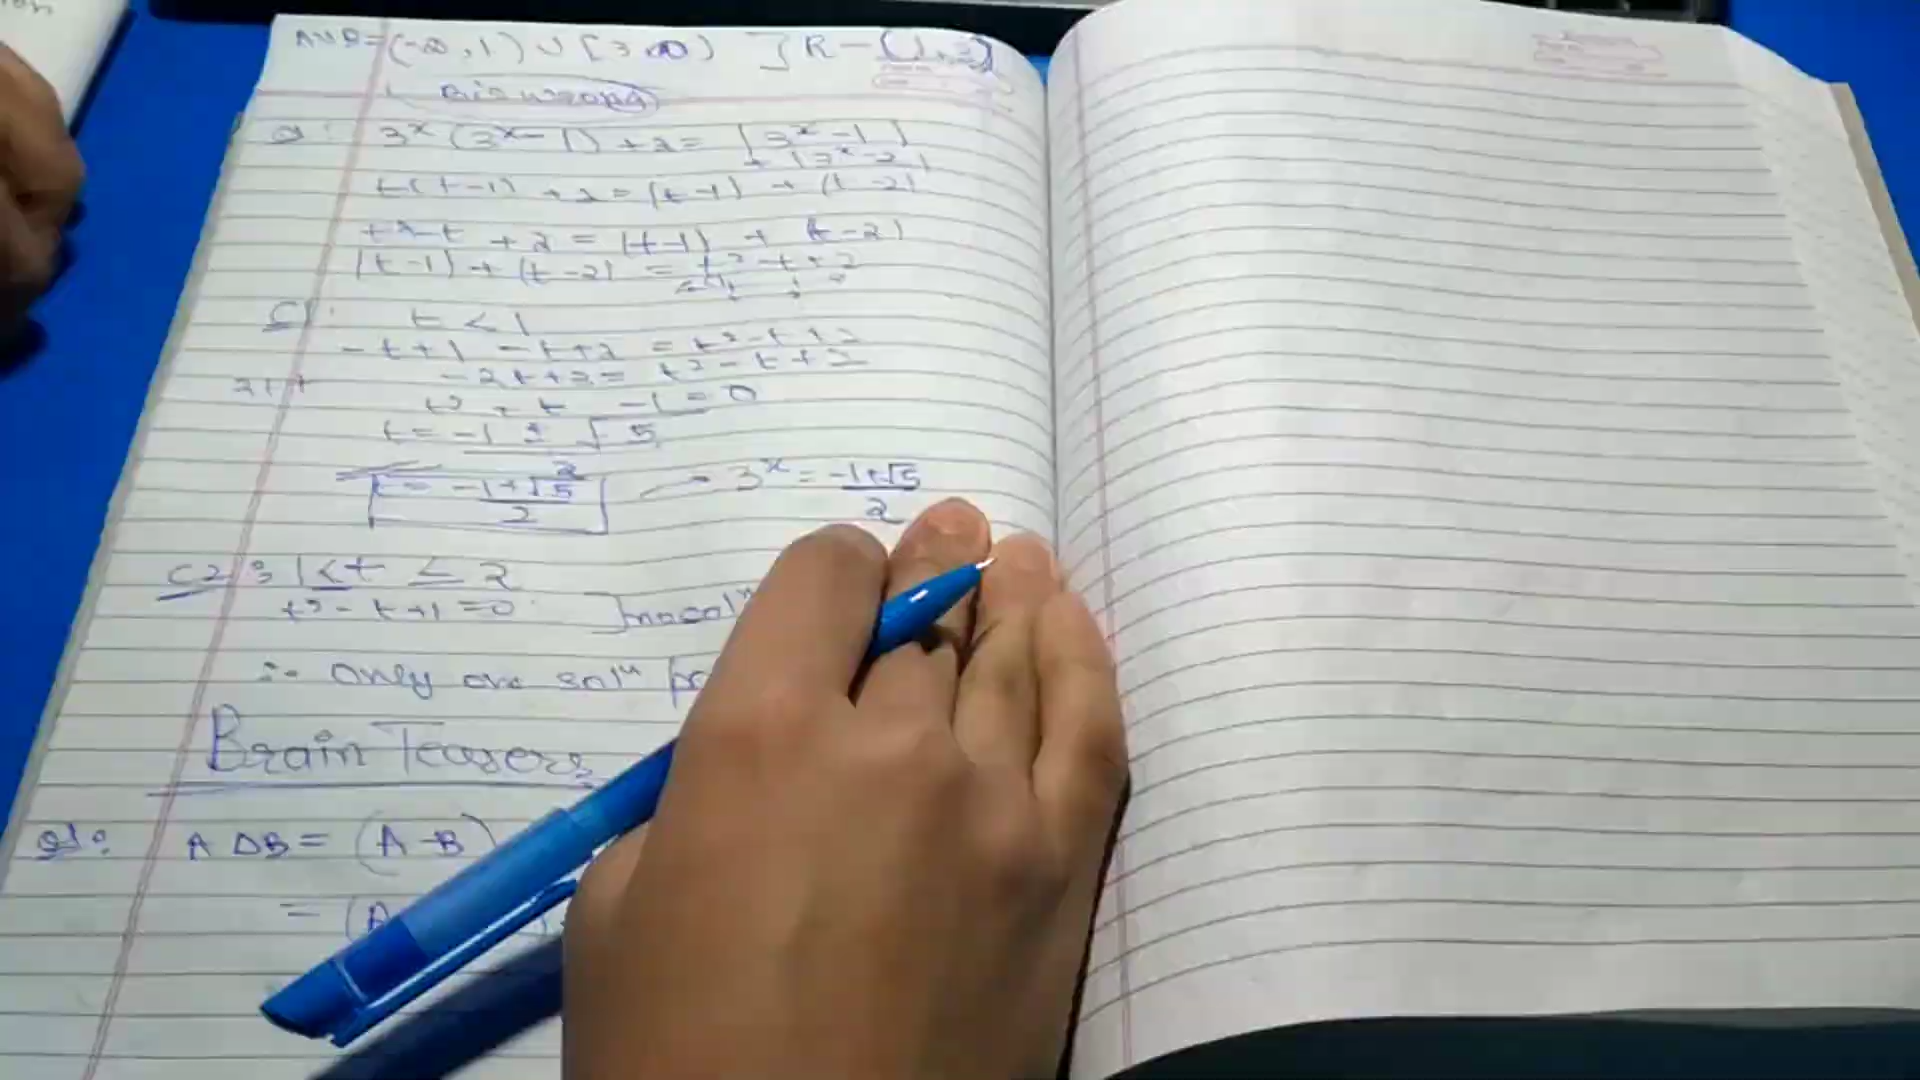 A∪B = (-∞, 1) ∪ [3 ∞) ] R - (1, 3)
Q: 3^x (3^x - 1) + 2 = |3^x - 1|
+ |3^x - 2|
t(t-1) + 2 = |t-1| + |t-2|
t² - t + 2 = |t-1| + |t-2|
|t-1| + |t-2| = t² - t + 2
C1: t < 1
-t+1 -t+2 = t² - t + 2
-2t+2 = t² - t + 2
t² + t - 1 = 0
t = -1 ± √5
2
t = -1+√5 → 3^x = -1+√5
2 2
C2: 1 < t ≤ 2
t² - t + 1 = 0
∴ Only one solⁿ
Brain Teasers
Q1: A Δ B = (A - B)
= (A